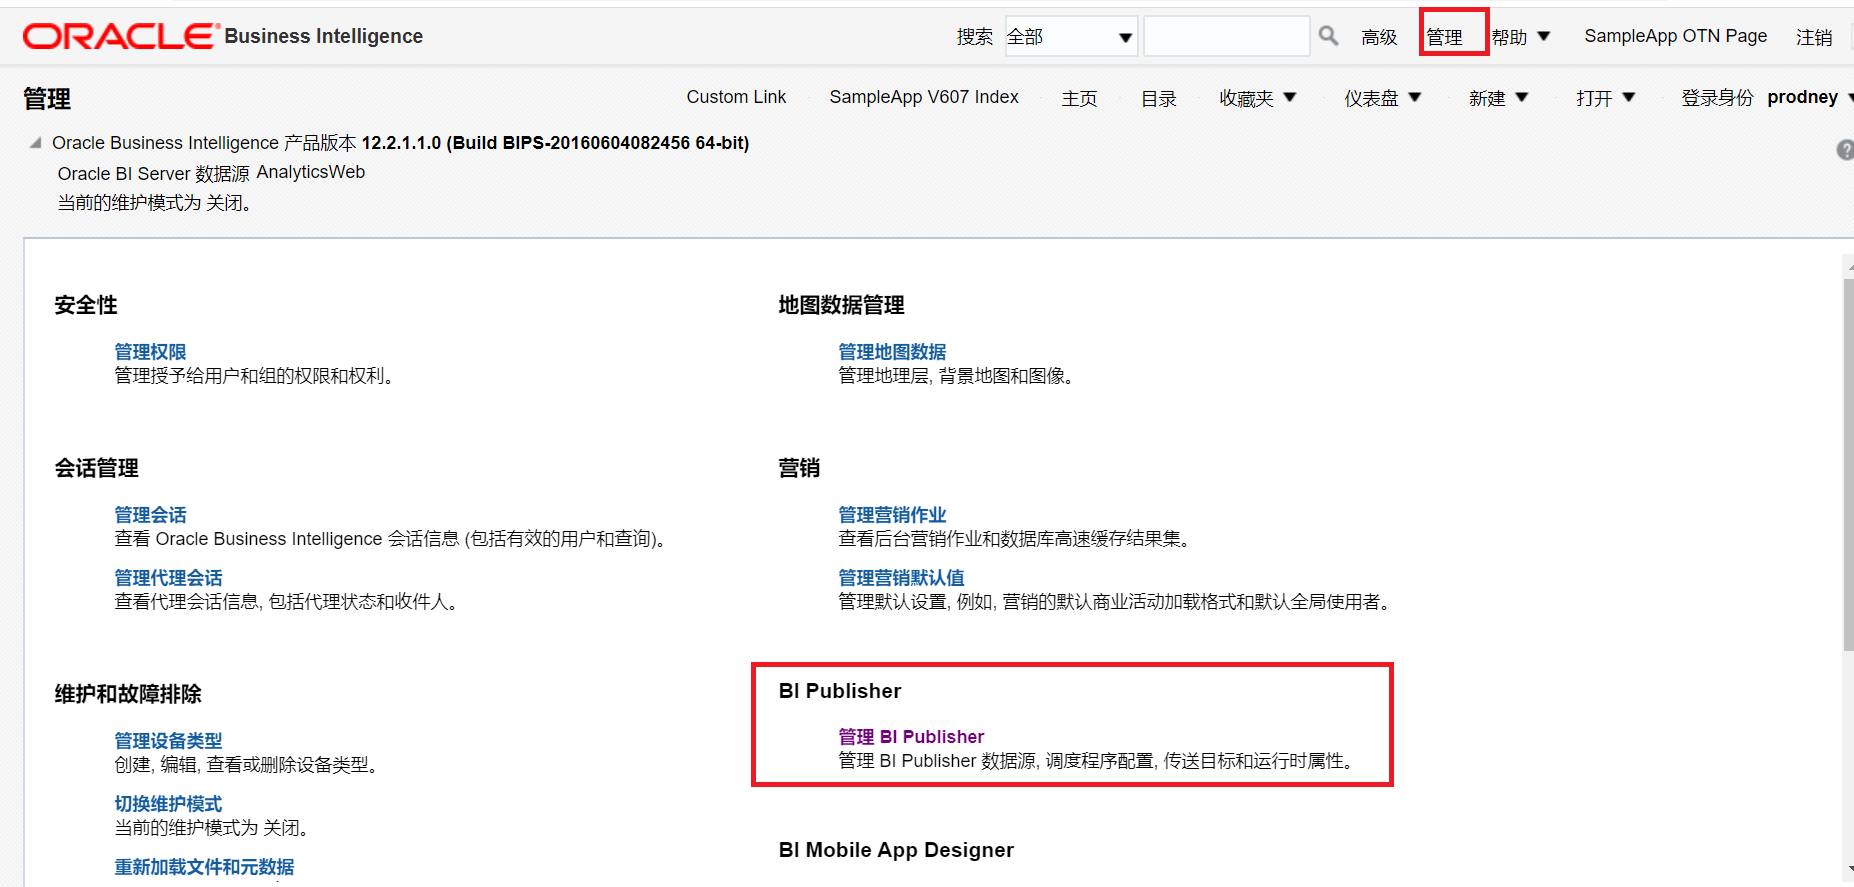 ORACLE Business Intelligence
搜索 全部 高级 管理 帮助 SampleApp OTN Page 注销
管理
Custom Link SampleApp V607 Index 主页 目录 收藏夹 仪表盘 新建 打开 登录身份 prodney
Oracle Business Intelligence 产品版本 12.2.1.1.0 (Build BIPS-20160604082456 64-bit)
Oracle BI Server 数据源 AnalyticsWeb
当前的维护模式为 关闭。
安全性
管理权限
管理授予给用户和组的权限和权利。
会话管理
管理会话
查看 Oracle Business Intelligence 会话信息 (包括有效的用户和查询)。
管理代理会话
查看代理会话信息, 包括代理状态和收件人。
维护和故障排除
管理设备类型
创建, 编辑, 查看或删除设备类型。
切换维护模式
当前的维护模式为 关闭。
重新加载文件和元数据
地图数据管理
管理地图数据
管理地理层, 背景地图和图像。
营销
管理营销作业
查看后台营销作业和数据库高速缓存结果集。
管理营销默认值
管理默认设置, 例如, 营销的默认商业活动加载格式和默认全局使用者。
BI Publisher
管理 BI Publisher
管理 BI Publisher 数据源, 调度程序配置, 传送目标和运行时属性。
BI Mobile App Designer